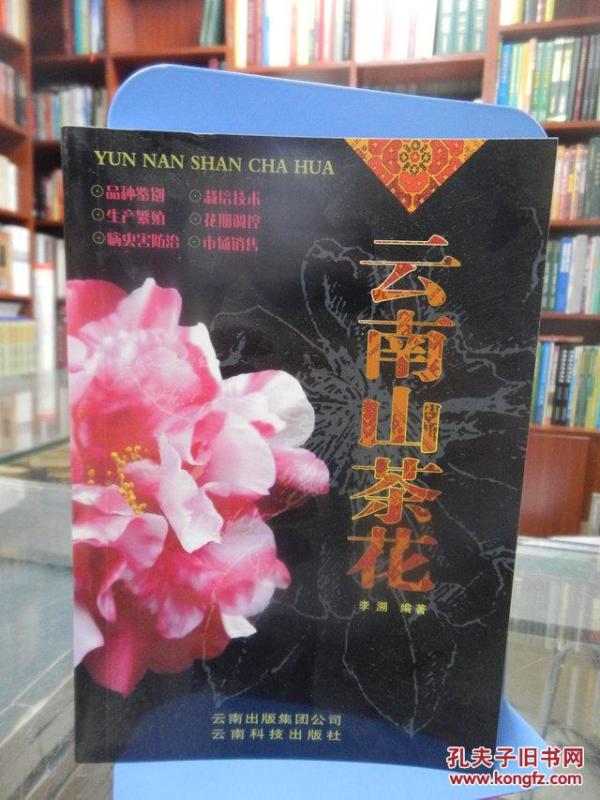 YUN NAN SHAN CHA HUA
品种鉴别 栽培技术
生产繁殖 花期调控
病虫害防治 市场销售
云南山茶花
李溯 编著
云南出版集团公司
云南科技出版社
孔夫子旧书网
www.kongfz.com